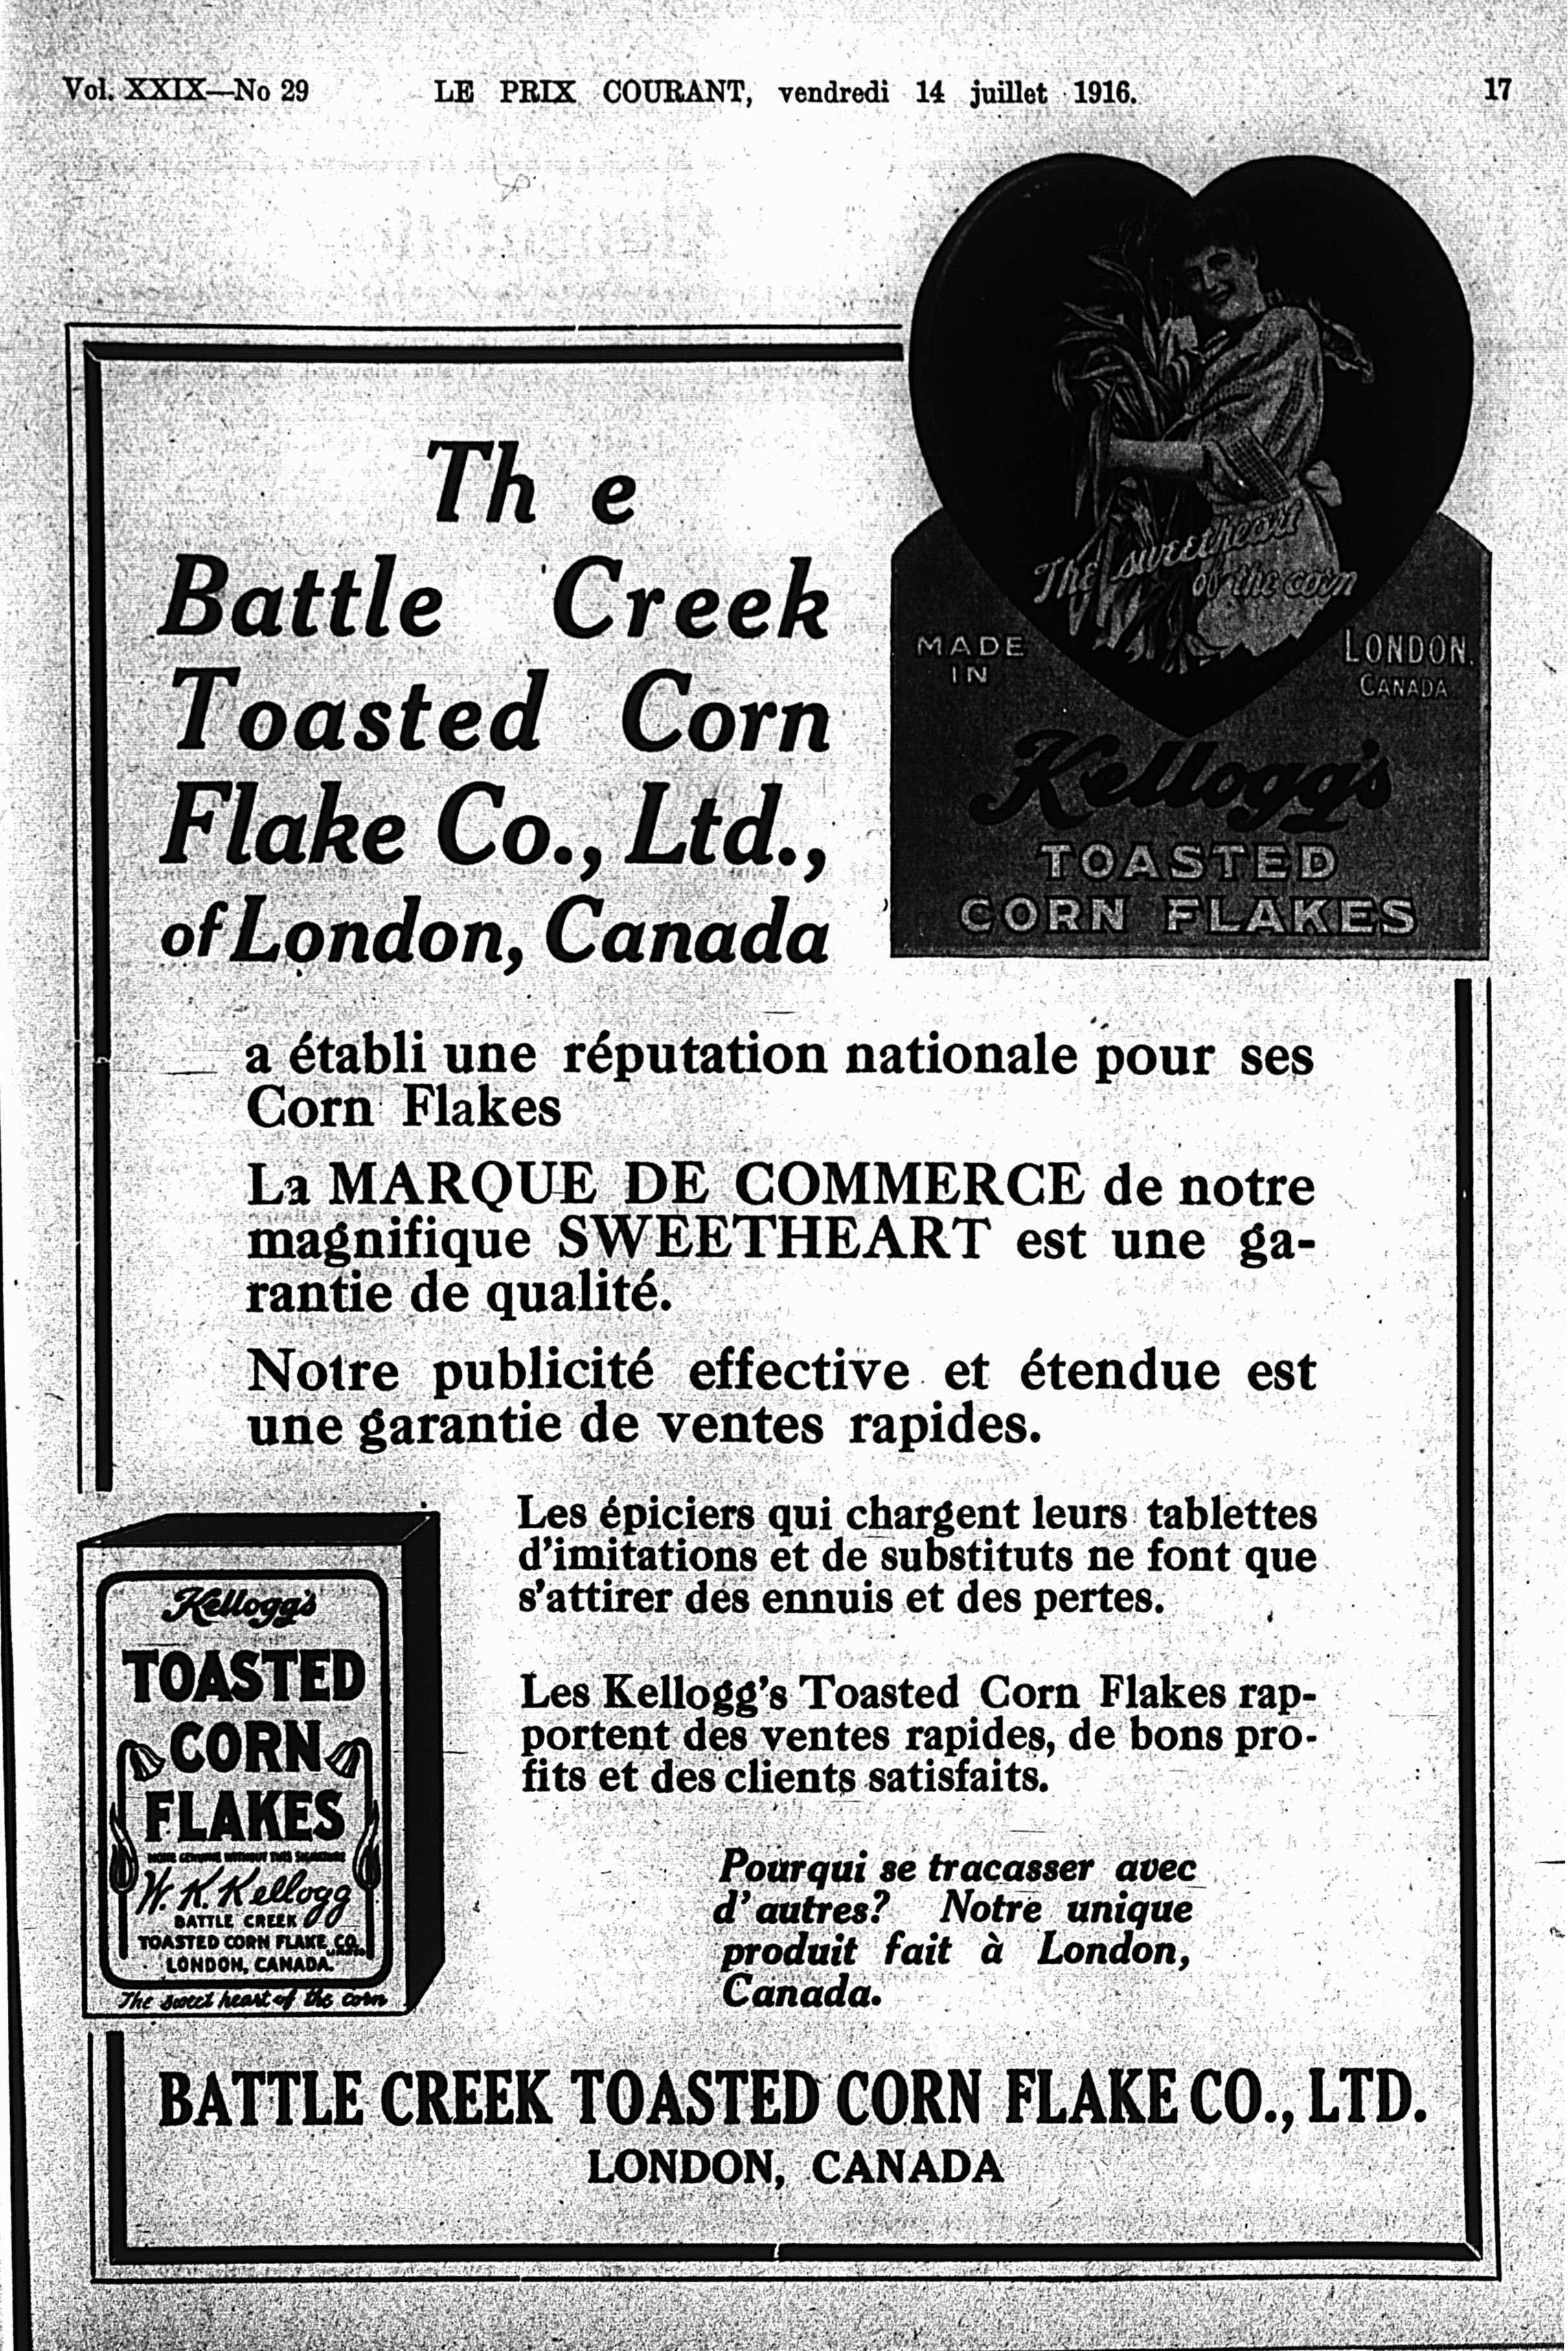 Vol. XXIX—No 29 LE PRIX COURANT, vendredi 14 juillet 1916. 17
The sweetheart
of the corn
MADE
IN
LONDON,
CANADA
Kellogg's
TOASTED
CORN FLAKES
The
Battle Creek
Toasted Corn
Flake Co., Ltd.,
of London, Canada
a établi une réputation nationale pour ses
Corn Flakes
La MARQUE DE COMMERCE de notre
magnifique SWEETHEART est une ga-
rantie de qualité.
Notre publicité effective et étendue est
une garantie de ventes rapides.
Les épiciers qui chargent leurs tablettes
d'imitations et de substituts ne font que
s'attirer des ennuis et des pertes.
Les Kellogg's Toasted Corn Flakes rap-
portent des ventes rapides, de bons pro-
fits et des clients satisfaits.
Pourqui se tracasser avec
d'autres? Notre unique
produit fait à London,
Canada.
Kellogg's
TOASTED
CORN
FLAKES
NONE GENUINE WITHOUT THIS SIGNATURE
W. K. Kellogg
BATTLE CREEK
TOASTED CORN FLAKE CO.
LONDON, CANADA.
The sweet heart of the corn
BATTLE CREEK TOASTED CORN FLAKE CO., LTD.
LONDON, CANADA